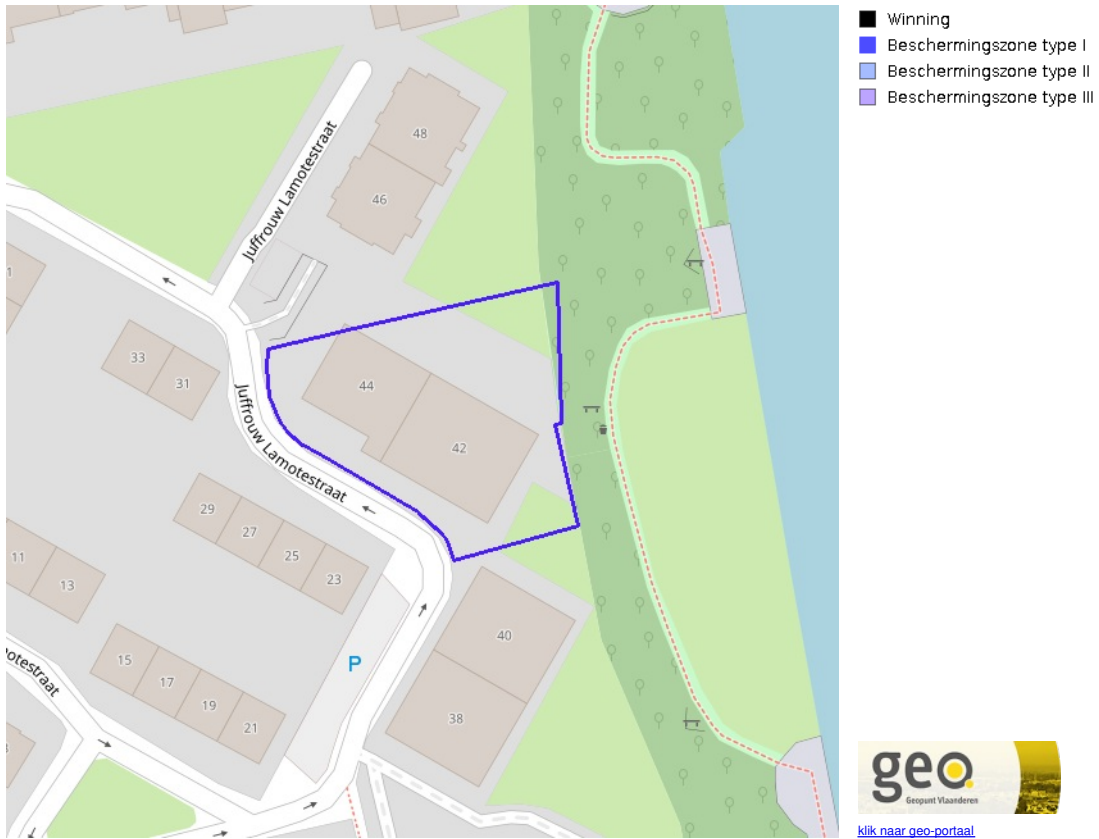 Winning
Beschermingszone type I
Beschermingszone type II
Beschermingszone type III
48
46
Juffrouw Lamotestraat
33
31
44
42
Juffrouw Lamotestraat
29
27
25
23
11
13
40
38
P
15
17
19
21
geo.
Geopunt Vlaanderen
klik naar geo-portaal